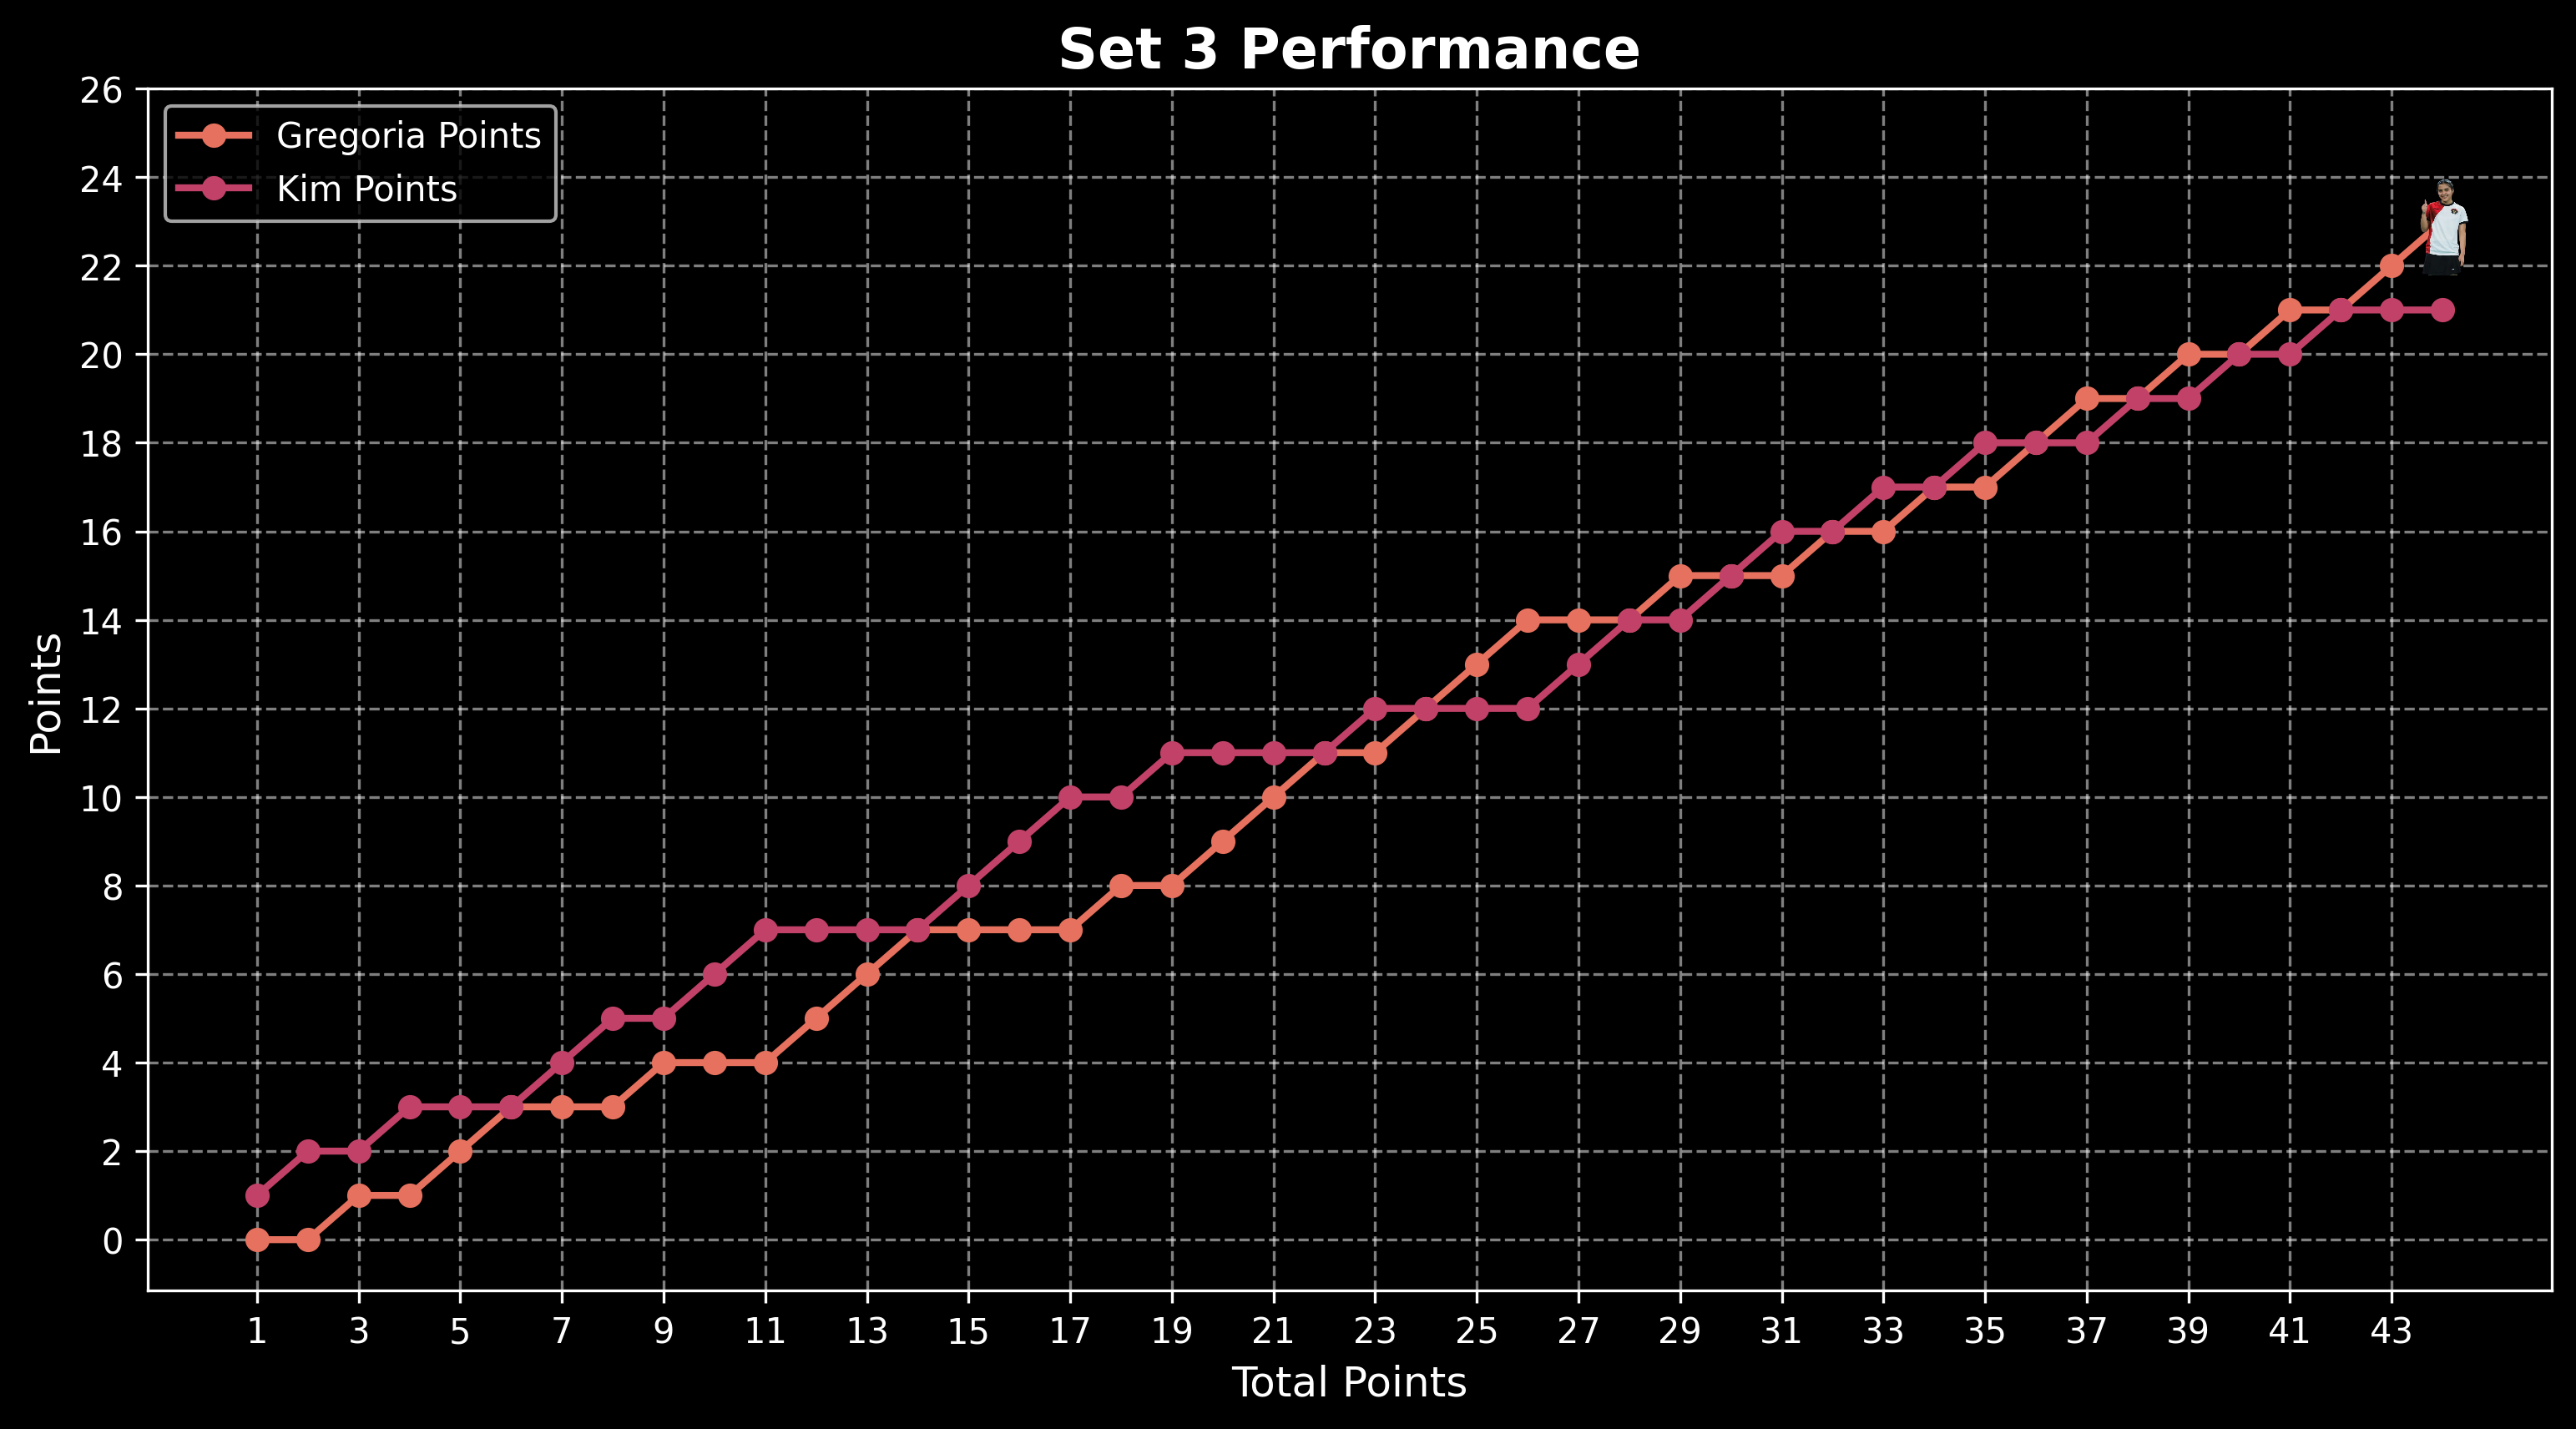 Set 3 Performance
Gregoria Points
Kim Points
26
24
22
20
18
16
14
12
10
8
6
4
2
0
Points
1 3 5 7 9 11 13 15 17 19 21 23 25 27 29 31 33 35 37 39 41 43
Total Points